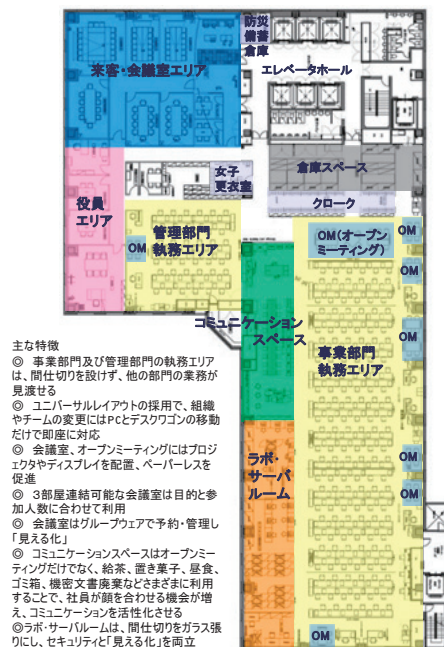 防災
備蓄
倉庫
来客・会議室エリア
エレベータホール
倉庫スペース
女子
更衣室
クローク
役員
エリア
管理部門
執務エリア
OM
OM(オープン
ミーティング)
OM
OM
コミュニケーション
スペース
OM
事業部門
執務エリア
ラボ・
サーバ
ルーム
OM
OM
OM
主な特徴
◎ 事業部門及び管理部門の執務エリア
は、間仕切りを設けず、他の部門の業務が
見渡せる
◎ ユニバーサルレイアウトの採用で、組織
やチームの変更にはPCとデスクワゴンの移動
だけで即座に対応
◎ 会議室、オープンミーティングにはプロジ
ェクタやディスプレイを配置、ペーパーレスを
促進
◎ 3部屋連結可能な会議室は目的と参
加人数に合わせて利用
◎ 会議室はグループウェアで予約・管理し
「見える化」
◎ コミュニケーションスペースはオープンミー
ティングだけでなく、給茶、置き菓子、昼食、
ゴミ箱、機密文書廃棄などさまざまに利用
することで、社員が顔を合わせる機会が増
え、コミュニケーションを活性化させる
◎ラボ・サーバルームは、間仕切りをガラス張
りにし、セキュリティと「見える化」を両立